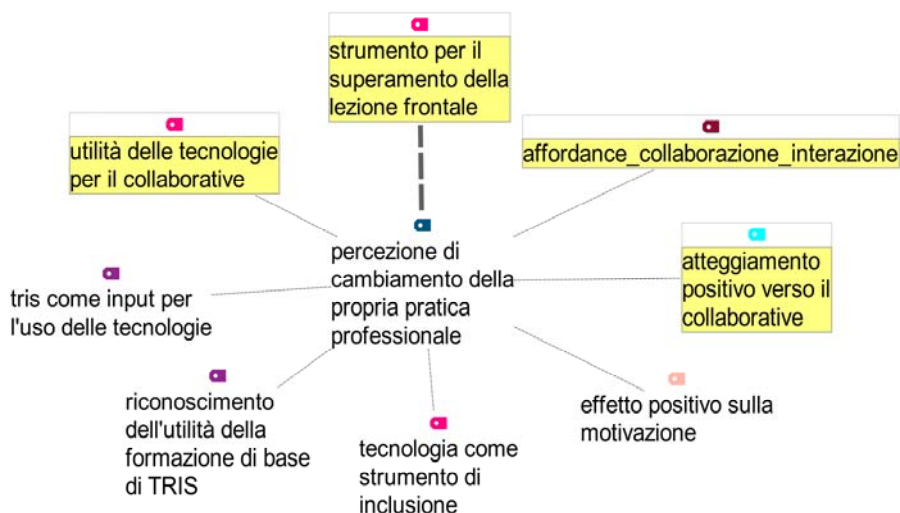 strumento per il
superamento della
lezione frontale
utilità delle tecnologie
per il collaborative
affordance_collaborazione_interazione
percezione di
cambiamento della
propria pratica
professionale
atteggiamento
positivo verso il
collaborative
tris come input per
l'uso delle tecnologie
riconoscimento
dell'utilità della
formazione di base
di TRIS
tecnologia come
strumento di
inclusione
effetto positivo sulla
motivazione